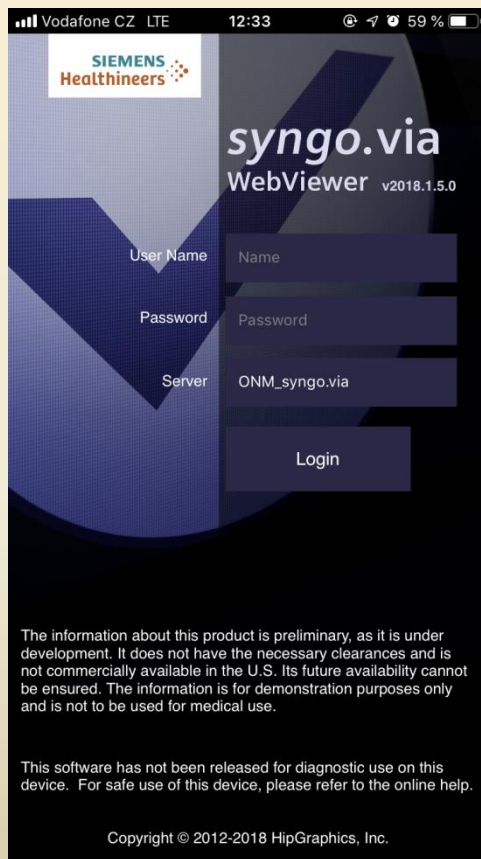 Vodafone CZ LTE 12:33 59 %
SIEMENS
Healthineers
syngo.via
WebViewer v2018.1.5.0
User Name Name
Password Password
Server ONM_syngo.via
Login
The information about this product is preliminary, as it is under
development. It does not have the necessary clearances and is
not commercially available in the U.S. Its future availability cannot
be ensured. The information is for demonstration purposes only
and is not to be used for medical use.
This software has not been released for diagnostic use on this
device. For safe use of this device, please refer to the online help.
Copyright © 2012-2018 HipGraphics, Inc.